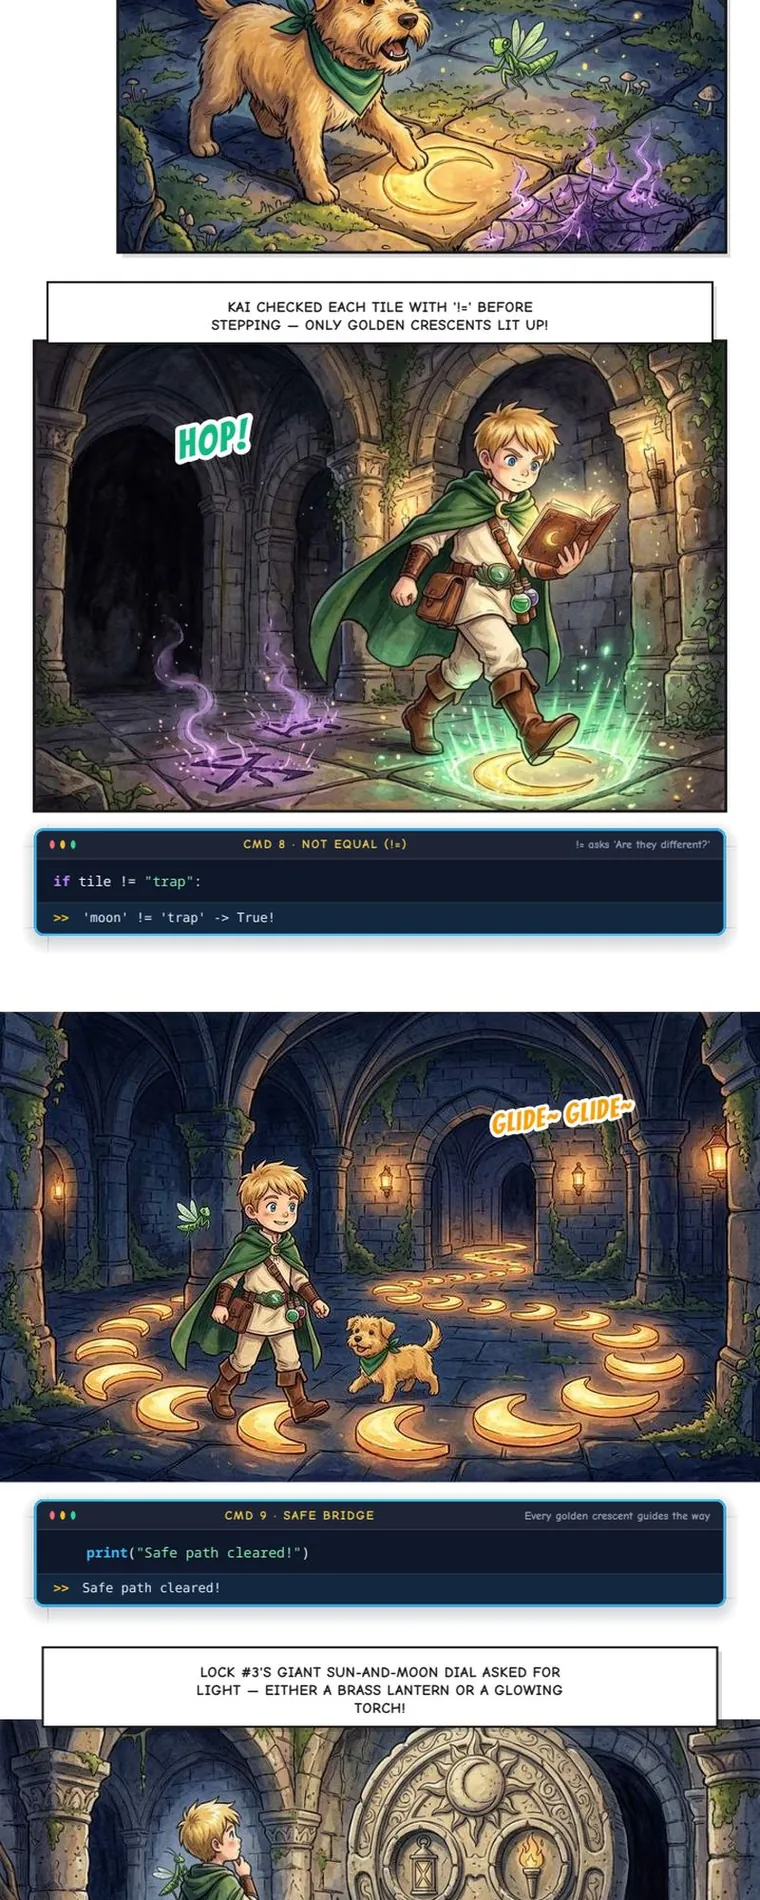 KAI CHECKED EACH TILE WITH '!=' BEFORE
STEPPING — ONLY GOLDEN CRESCENTS LIT UP!
HOP!
CMD 8 · NOT EQUAL (!=)
!= asks 'Are they different?'
if tile != "trap":
>> 'moon' != 'trap' -> True!
GLIDE~ GLIDE~
CMD 9 · SAFE BRIDGE
Every golden crescent guides the way
print("Safe path cleared!")
>> Safe path cleared!
LOCK #3'S GIANT SUN-AND-MOON DIAL ASKED FOR
LIGHT — EITHER A BRASS LANTERN OR A GLOWING
TORCH!